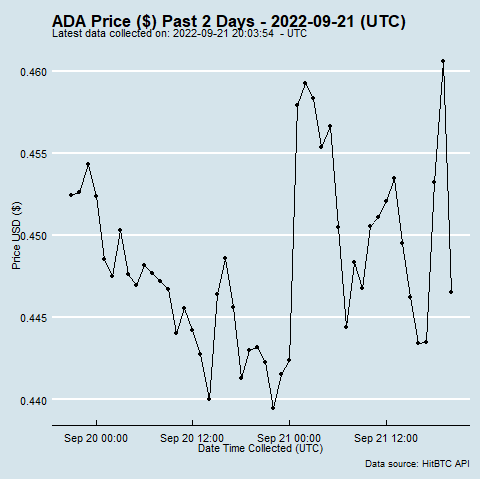 ADA Price ($) Past 2 Days - 2022-09-21 (UTC)
Latest data collected on: 2022-09-21 20:03:54 - UTC
0.460
0.455
0.450
0.445
0.440
Price USD ($)
Sep 20 00:00 Sep 20 12:00 Sep 21 00:00 Sep 21 12:00
Date Time Collected (UTC)
Data source: HitBTC API